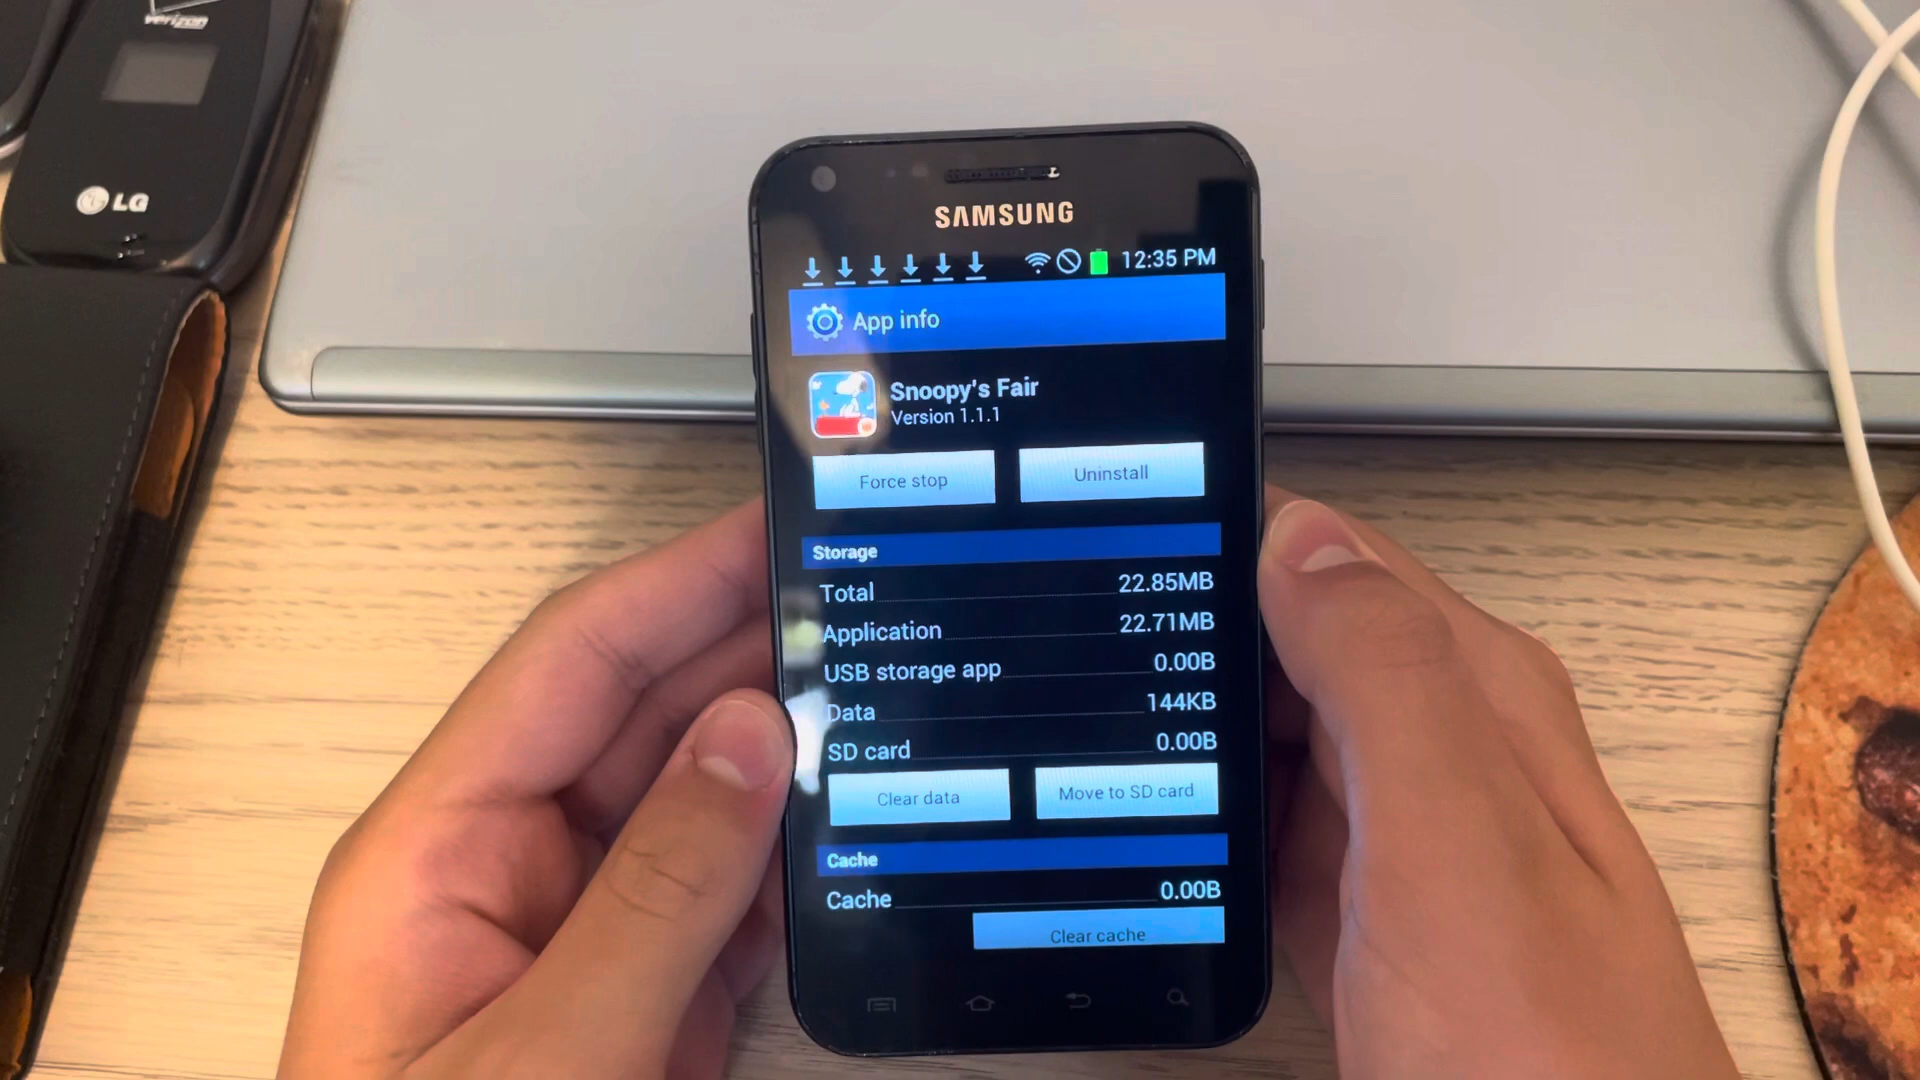 verizon
LG
SAMSUNG
12:35 PM
App info
Snoopy's Fair
Version 1.1.1
Force stop
Uninstall
Storage
Total 22.85MB
Application 22.71MB
USB storage app 0.00B
Data 144KB
SD card 0.00B
Clear data
Move to SD card
Cache
Cache 0.00B
Clear cache